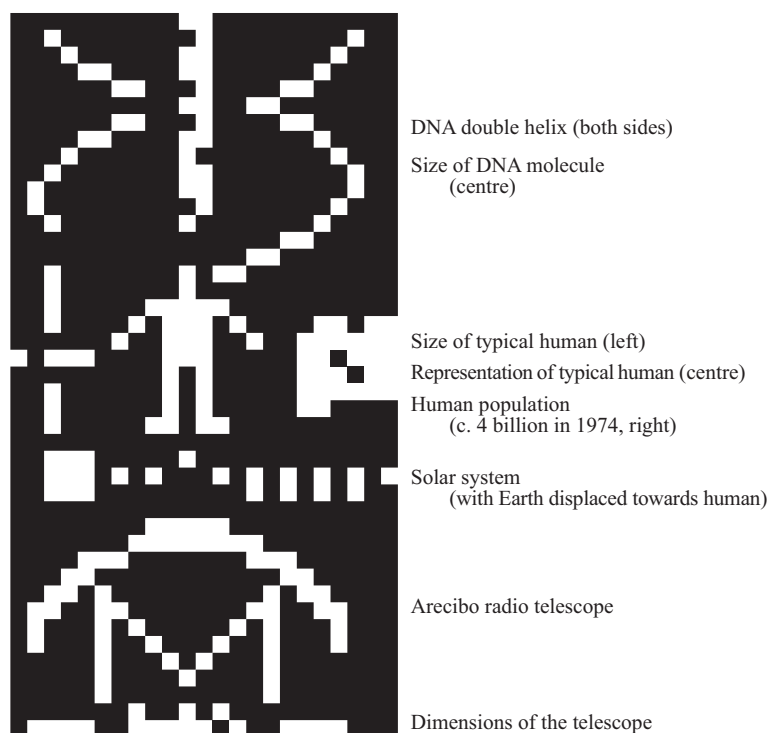 DNA double helix (both sides)
Size of DNA molecule
(centre)
Size of typical human (left)
Representation of typical human (centre)
Human population
(c. 4 billion in 1974, right)
Solar system
(with Earth displaced towards human)
Arecibo radio telescope
Dimensions of the telescope